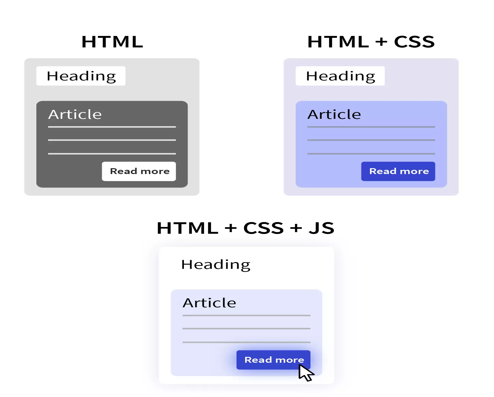 HTML
Heading
Article
Read more
HTML + CSS
Heading
Article
Read more
HTML + CSS + JS
Heading
Article
Read more